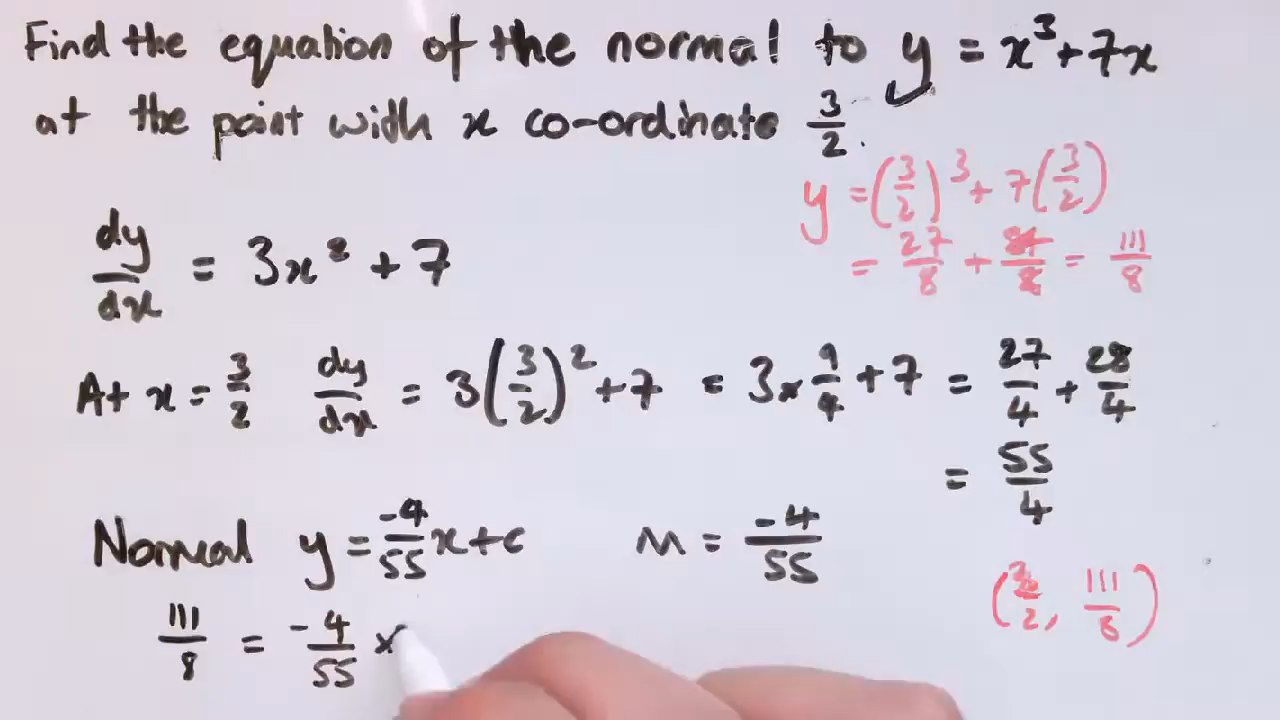 Find the equation of the normal to y = x³ + 7x
at the point with x co-ordinate 3/2.
y = (3/2)³ + 7(3/2)
= 27/8 + 84/8 = 111/8
dy/dx = 3x² + 7
At x = 3/2 dy/dx = 3(3/2)² + 7 = 3 × 9/4 + 7 = 27/4 + 28/4
= 55/4
Normal y = -4/55 x + c m = -4/55
(3/2, 111/8)
111/8 = -4/55 ×